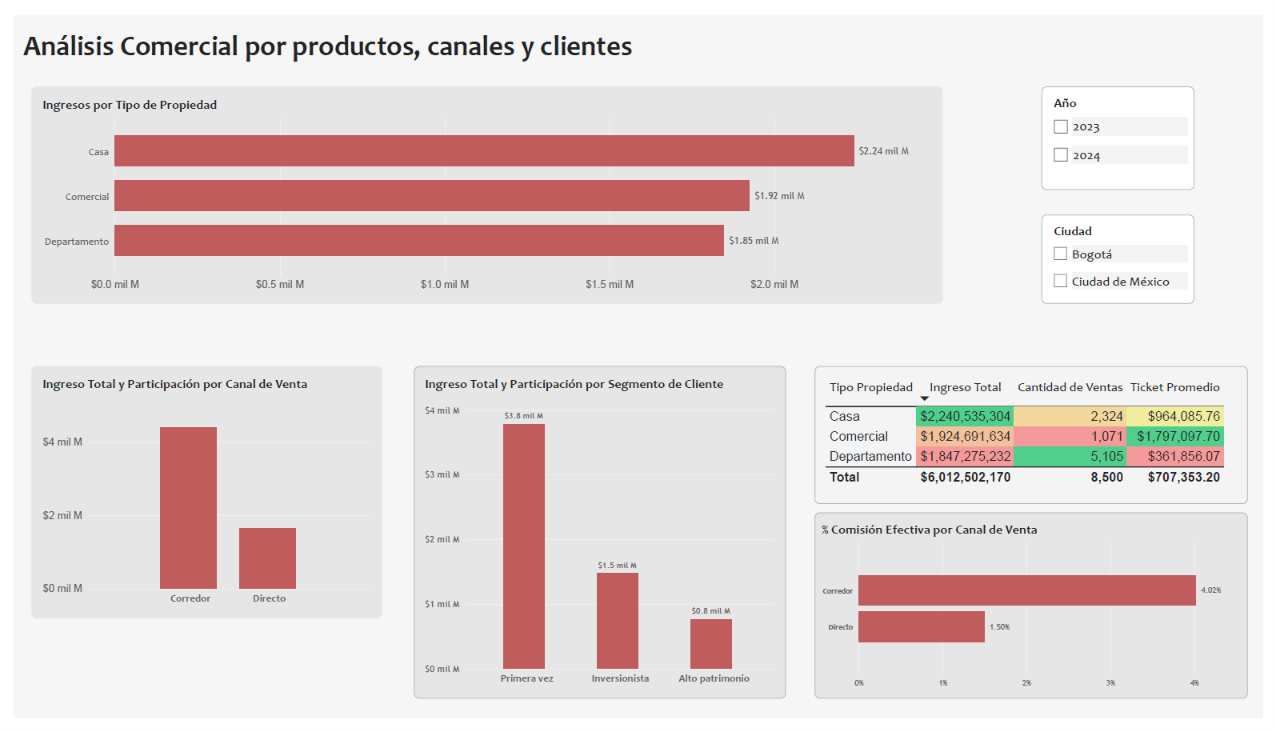 Análisis Comercial por productos, canales y clientes
Ingresos por Tipo de Propiedad
Casa
$2.24 mil M
Comercial
$1.92 mil M
Departamento
$1.85 mil M
$0.0 mil M $0.5 mil M $1.0 mil M $1.5 mil M $2.0 mil M
Año
2023
2024
Ciudad
Bogotá
Ciudad de México
Ingreso Total y Participación por Canal de Venta
$4 mil M
$2 mil M
$0 mil M
Corredor Directo
Ingreso Total y Participación por Segmento de Cliente
$4 mil M
$3.8 mil M
$3 mil M
$2 mil M
$1.5 mil M
$1 mil M
$0.8 mil M
$0 mil M
Primera vez Inversionista Alto patrimonio
Tipo Propiedad Ingreso Total Cantidad de Ventas Ticket Promedio
Casa $2,240,535,304 2,324 $964,085.76
Comercial $1,924,691,634 1,071 $1,797,097.70
Departamento $1,847,275,232 5,105 $361,856.07
Total $6,012,502,170 8,500 $707,353.20
% Comisión Efectiva por Canal de Venta
Corredor 4.02%
Directo 1.50%
0% 1% 2% 3% 4%